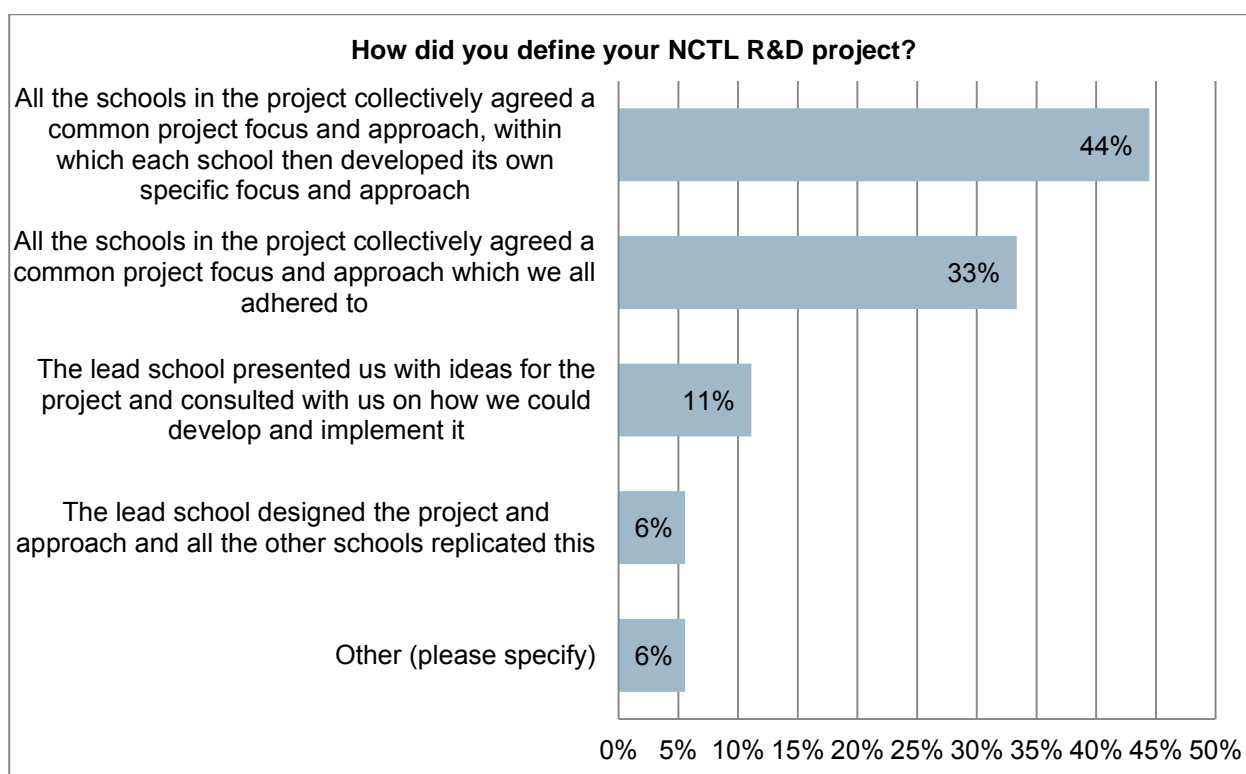 How did you define your NCTL R&D project?
All the schools in the project collectively agreed a
common project focus and approach, within
which each school then developed its own
specific focus and approach
44%
All the schools in the project collectively agreed a
common project focus and approach which we all
adhered to
33%
The lead school presented us with ideas for the
project and consulted with us on how we could
develop and implement it
11%
The lead school designed the project and
approach and all the other schools replicated this
6%
Other (please specify)
6%
0% 5% 10% 15% 20% 25% 30% 35% 40% 45% 50%